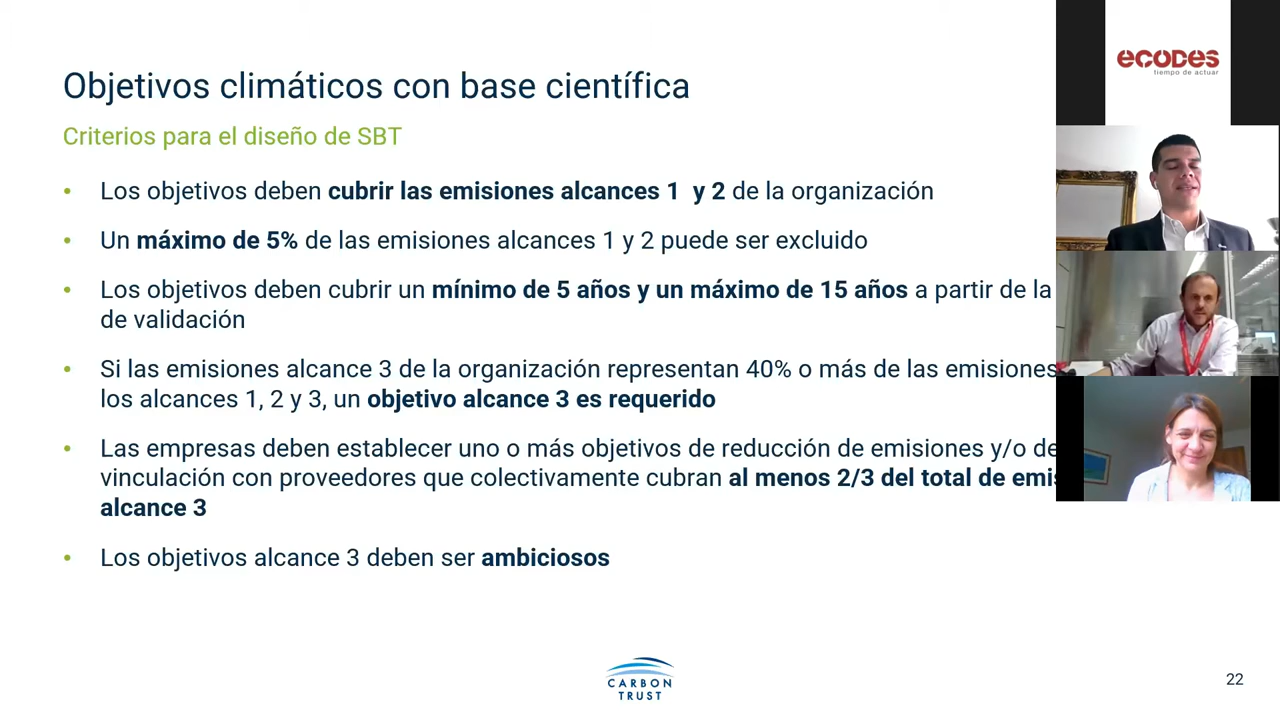 Objetivos climáticos con base científica
Criterios para el diseño de SBT
• Los objetivos deben cubrir las emisiones alcances 1 y 2 de la organización
• Un máximo de 5% de las emisiones alcances 1 y 2 puede ser excluido
• Los objetivos deben cubrir un mínimo de 5 años y un máximo de 15 años a partir de la
de validación
• Si las emisiones alcance 3 de la organización representan 40% o más de las emisiones
los alcances 1, 2 y 3, un objetivo alcance 3 es requerido
• Las empresas deben establecer uno o más objetivos de reducción de emisiones y/o de
vinculación con proveedores que colectivamente cubran al menos 2/3 del total de
alcance 3
• Los objetivos alcance 3 deben ser ambiciosos
CARBON
TRUST
22
ecodes
tiempo de actuar